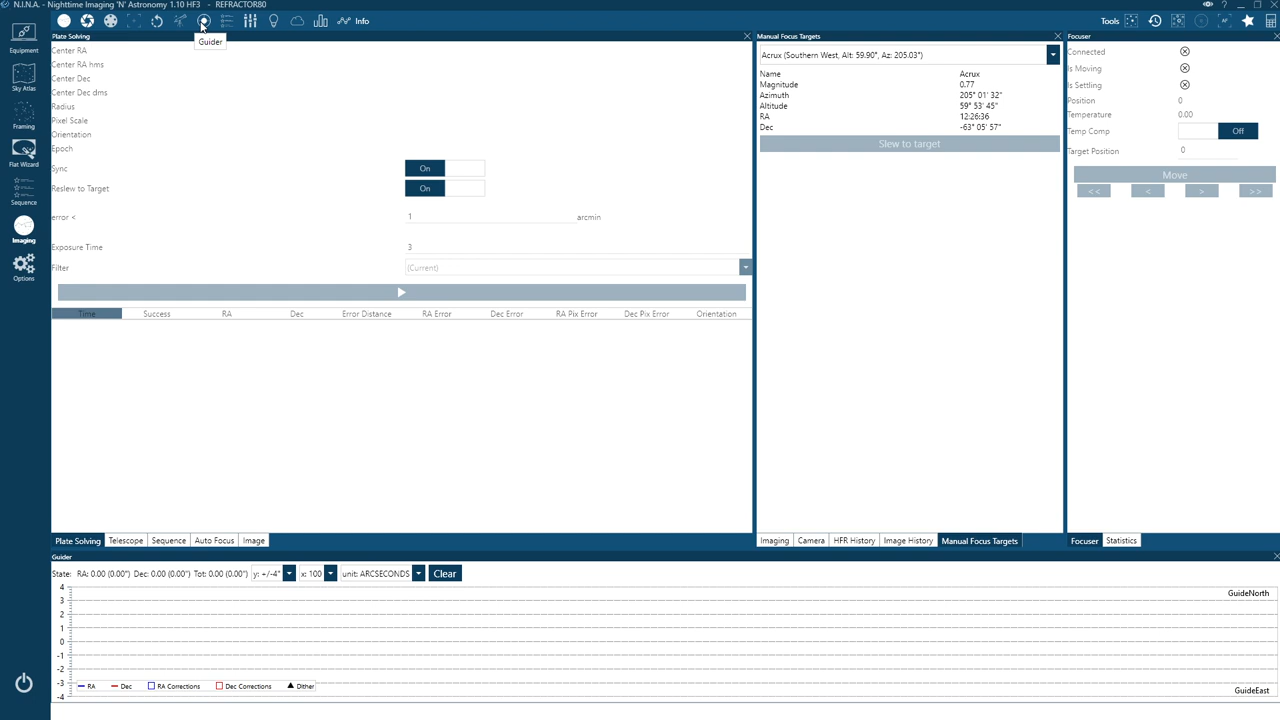 N.I.N.A. - Nighttime Imaging 'N' Astronomy 1.10 HF3 - REFRACTOR80
Info
Tools
Guider
Equipment
Sky Atlas
Framing
Flat Wizard
Sequence
Imaging
Options
Plate Solving
Center RA
Center RA hms
Center Dec
Center Dec dms
Radius
Pixel Scale
Orientation
Epoch
Sync On
Reslew to Target On
error < 1 arcmin
Exposure Time 3
Filter (Current)
Time Success RA Dec Error Distance RA Error Dec Error RA Pix Error Dec Pix Error Orientation
Plate Solving Telescope Sequence Auto Focus Image
Manual Focus Targets
Acrux (Southern West, Alt: 59.90°, Az: 205.03°)
Name Acrux
Magnitude 0.77
Azimuth 205° 01' 32"
Altitude 59° 53' 45"
RA 12:26:36
Dec -63° 05' 57"
Slew to target
Imaging Camera HFR History Image History Manual Focus Targets
Focuser
Connected
Is Moving
Is Settling
Position 0
Temperature 0.00
Temp Comp Off
Target Position 0
Move
<< < > >>
Focuser Statistics
Guider
State: RA: 0.00 (0.00") Dec: 0.00 (0.00") Tot: 0.00 (0.00") y: +/-4" x: 100 unit: ARCSECONDS Clear
4
3
2
1
0
-1
-2
-3
-4
GuideNorth
GuideEast
RA Dec RA Corrections Dec Corrections Dither